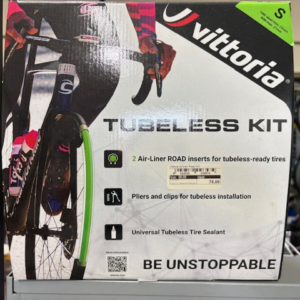 S
vittoria
TUBELESS KIT
2 Air-Liner ROAD inserts for tubeless-ready tires
Pliers and clips for tubeless installation
Universal Tubeless Tire Sealant
BE UNSTOPPABLE